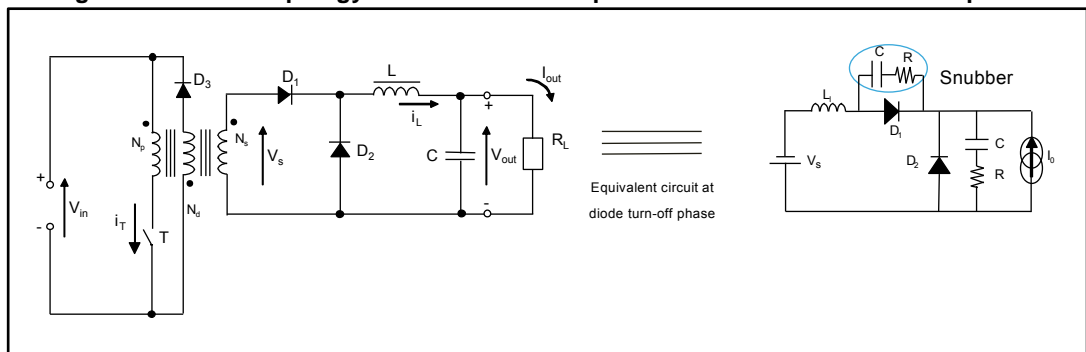 D₃
D₁
L
I_out
i_L
N_p
N_s
V_s
D₂
C
V_out
R_L
+
-
+
-
V_in
N_d
i_T
T
Equivalent circuit at
diode turn-off phase
C
R
Snubber
L_i
D₁
V_s
D₂
C
R
I₀